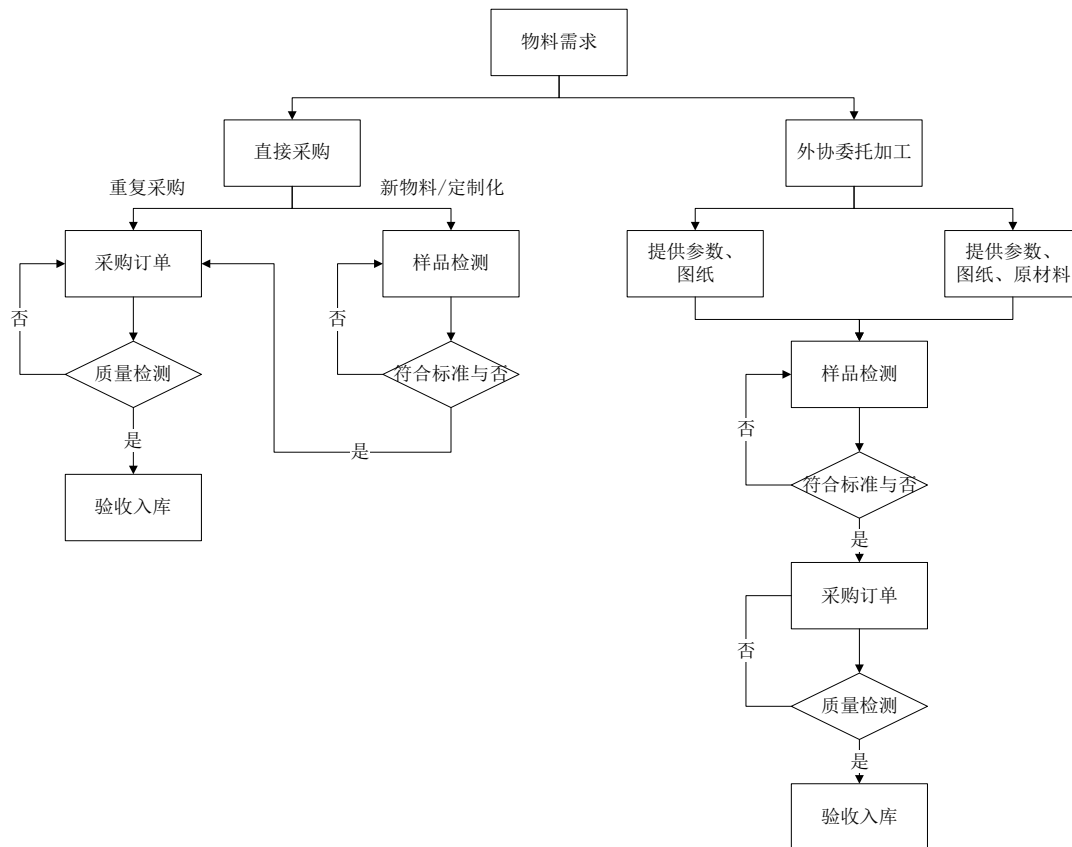 物料需求
直接采购
外协委托加工
重复采购
新物料/定制化
采购订单
样品检测
提供参数、
图纸
提供参数、
图纸、原材料
否
否
质量检测
符合标准与否
样品检测
是
是
否
验收入库
符合标准与否
是
采购订单
否
质量检测
是
验收入库